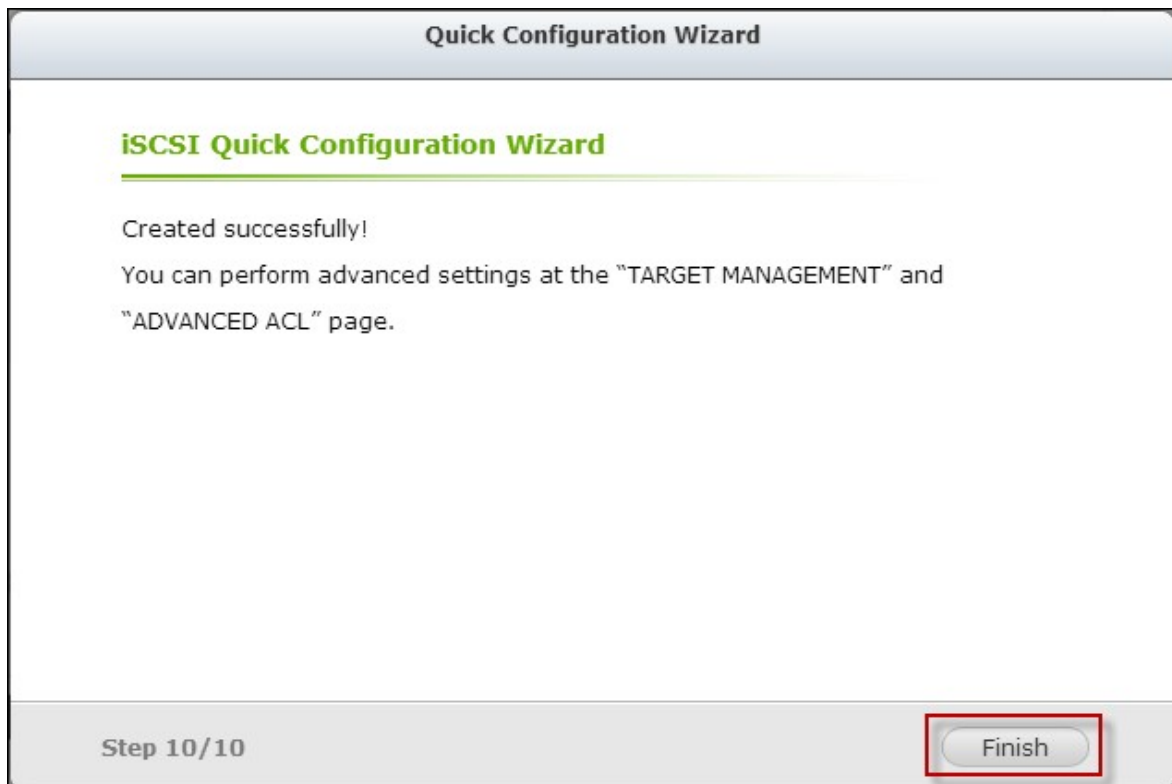 Quick Configuration Wizard
iSCSI Quick Configuration Wizard
Created successfully!
You can perform advanced settings at the “TARGET MANAGEMENT” and
“ADVANCED ACL” page.
Step 10/10
Finish